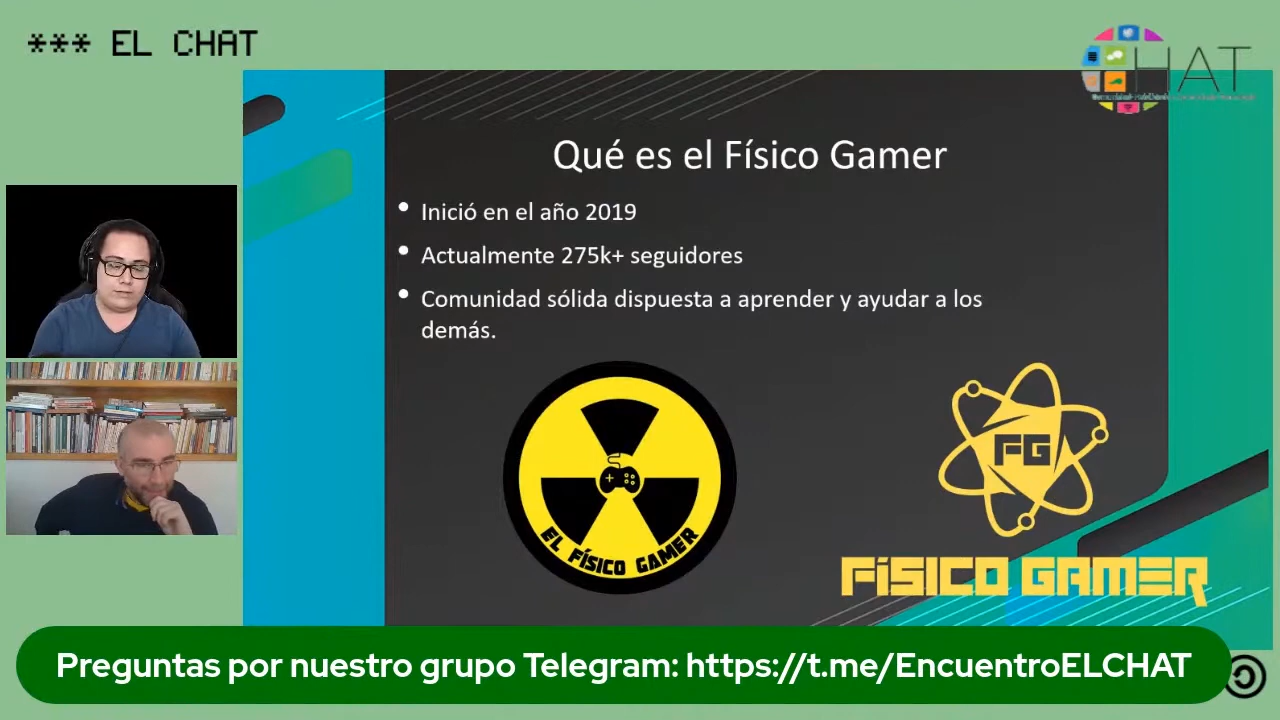 *** EL CHAT
HAT
Qué es el Físico Gamer
• Inició en el año 2019
• Actualmente 275k+ seguidores
• Comunidad sólida dispuesta a aprender y ayudar a los
demás.
EL FÍSICO GAMER
FG
FÍSICO GAMER
Preguntas por nuestro grupo Telegram: https://t.me/EncuentroELCHAT